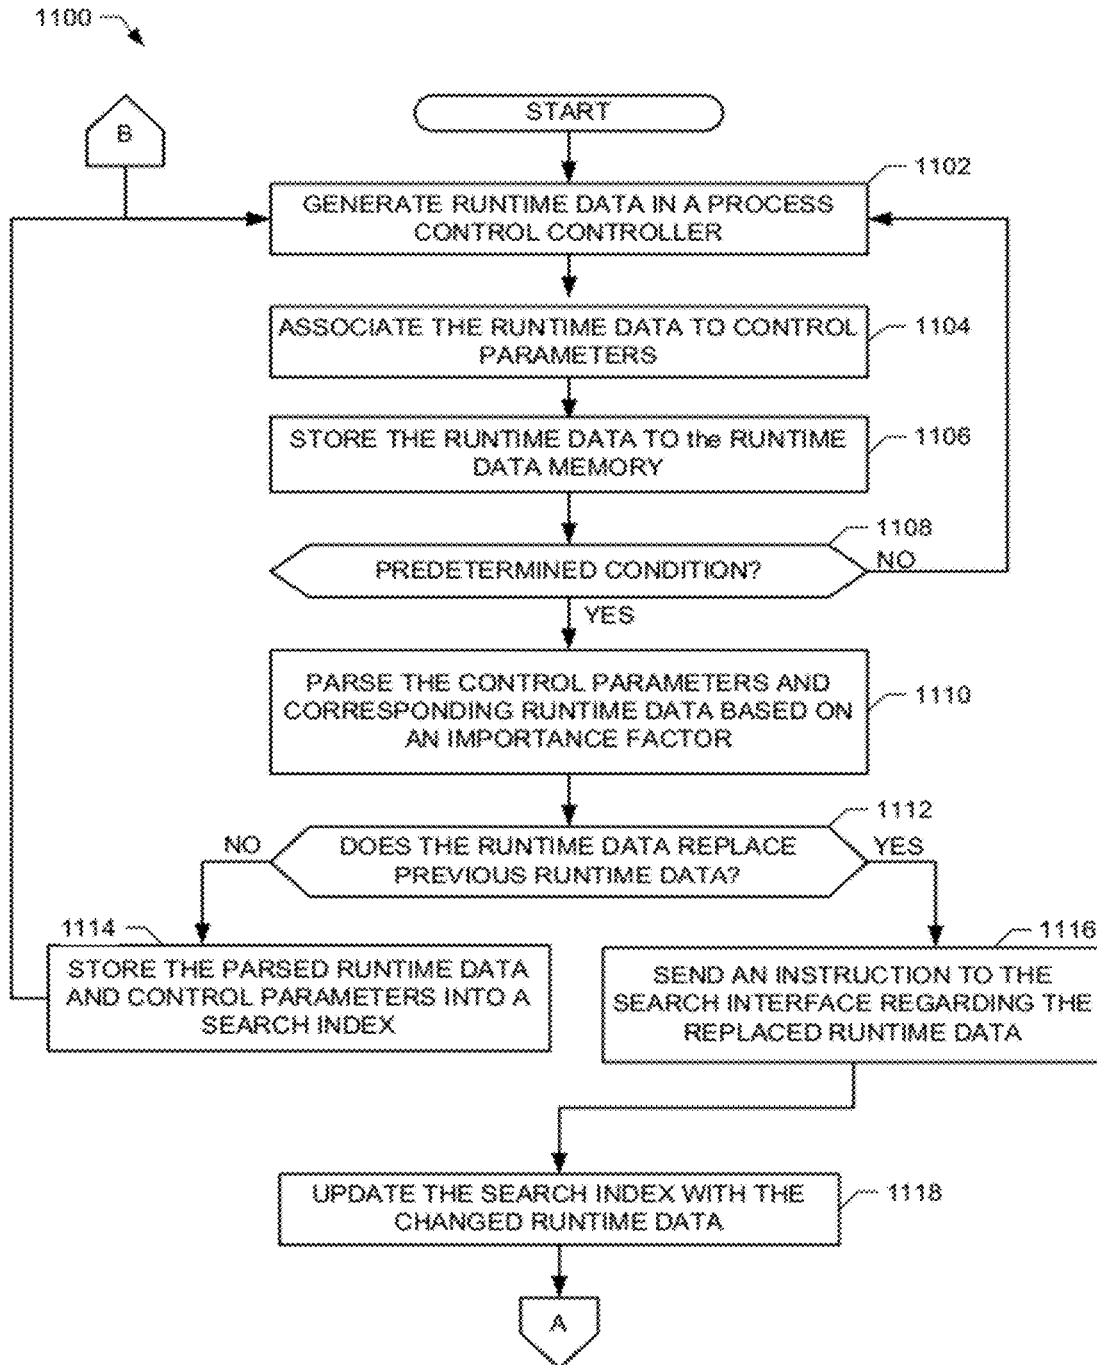 1100
B
START
1102
GENERATE RUNTIME DATA IN A PROCESS
CONTROL CONTROLLER
ASSOCIATE THE RUNTIME DATA TO CONTROL
PARAMETERS
1104
STORE THE RUNTIME DATA TO the RUNTIME
DATA MEMORY
1106
1108
PREDETERMINED CONDITION?
NO
YES
PARSE THE CONTROL PARAMETERS AND
CORRESPONDING RUNTIME DATA BASED ON
AN IMPORTANCE FACTOR
1110
1112
NO
DOES THE RUNTIME DATA REPLACE
PREVIOUS RUNTIME DATA?
YES
1114
STORE THE PARSED RUNTIME DATA
AND CONTROL PARAMETERS INTO A
SEARCH INDEX
1116
SEND AN INSTRUCTION TO THE
SEARCH INTERFACE REGARDING THE
REPLACED RUNTIME DATA
UPDATE THE SEARCH INDEX WITH THE
CHANGED RUNTIME DATA
1118
A